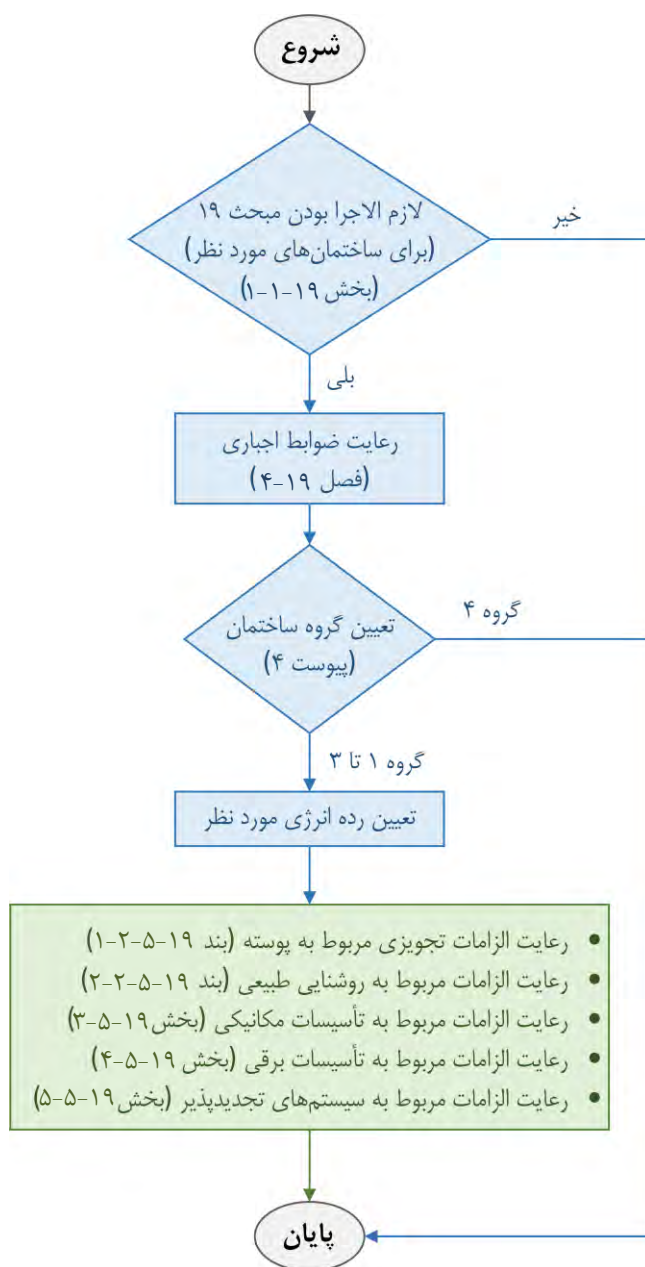 شروع
لازم الاجرا بودن مبحث ۱۹
(برای ساختمان‌های مورد نظر)
(بخش ۱۹-۱-۱)
خیر
بلی
رعایت ضوابط اجباری
(فصل ۱۹-۴)
تعیین گروه ساختمان
(پیوست ۴)
گروه ۴
گروه ۱ تا ۳
تعیین رده انرژی مورد نظر
• رعایت الزامات تجویزی مربوط به پوسته (بند ۱۹-۵-۲-۱)
• رعایت الزامات مربوط به روشنایی طبیعی (بند ۱۹-۵-۲-۲)
• رعایت الزامات مربوط به تأسیسات مکانیکی (بخش ۱۹-۵-۳)
• رعایت الزامات مربوط به تأسیسات برقی (بخش ۱۹-۵-۴)
• رعایت الزامات مربوط به سیستم‌های تجدیدپذیر (بخش ۱۹-۵-۵)
پایان